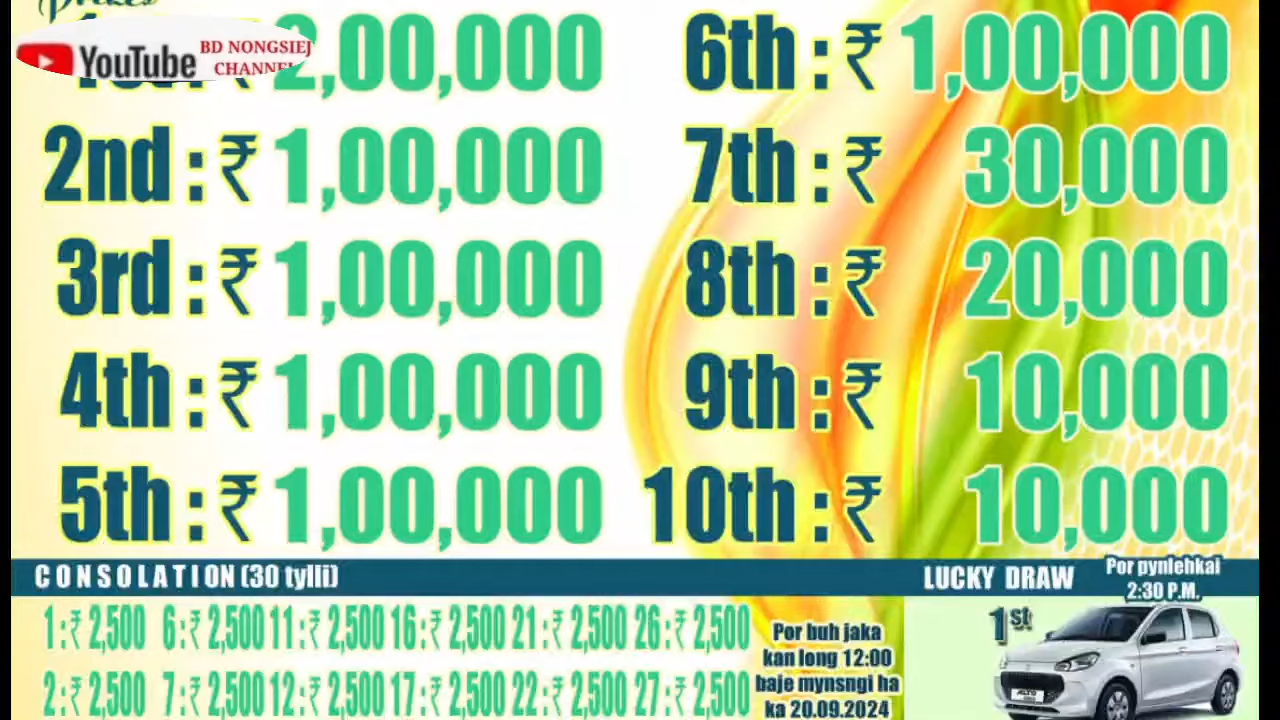 Prizes
YouTube BD NONGSIEJ CHANNEL
1st : ₹ 2,00,000
2nd : ₹ 1,00,000
3rd : ₹ 1,00,000
4th : ₹ 1,00,000
5th : ₹ 1,00,000
6th : ₹ 1,00,000
7th : ₹ 30,000
8th : ₹ 20,000
9th : ₹ 10,000
10th : ₹ 10,000
CONSOLATION (30 tylli)
1 : ₹ 2,500 6 : ₹ 2,500 11 : ₹ 2,500 16 : ₹ 2,500 21 : ₹ 2,500 26 : ₹ 2,500
2 : ₹ 2,500 7 : ₹ 2,500 12 : ₹ 2,500 17 : ₹ 2,500 22 : ₹ 2,500 27 : ₹ 2,500
Por buh jaka
kan long 12:00
baje mynsngi ha
ka 20.09.2024
LUCKY DRAW
Por pynlehkai
2:30 P.M.
1st
ALTO